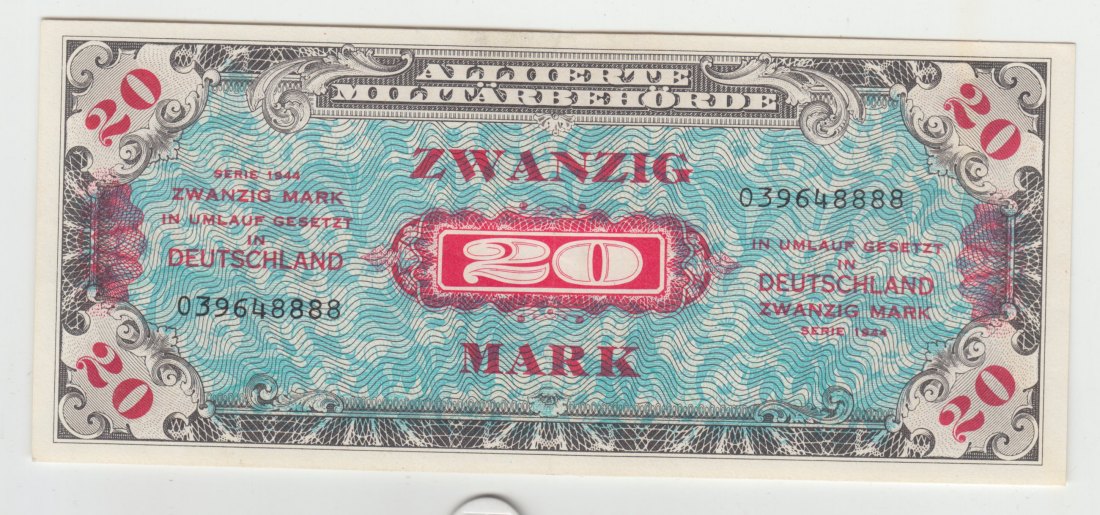 20
ALLIIERTE
MILITÄRBEHÖRDE
20
ZWANZIG
SERIE 1944
ZWANZIG MARK
IN UMLAUF GESETZT
IN
DEUTSCHLAND
039648888
20
039648888
IN UMLAUF GESETZT
IN
DEUTSCHLAND
ZWANZIG MARK
SERIE 1944
MARK
20
20